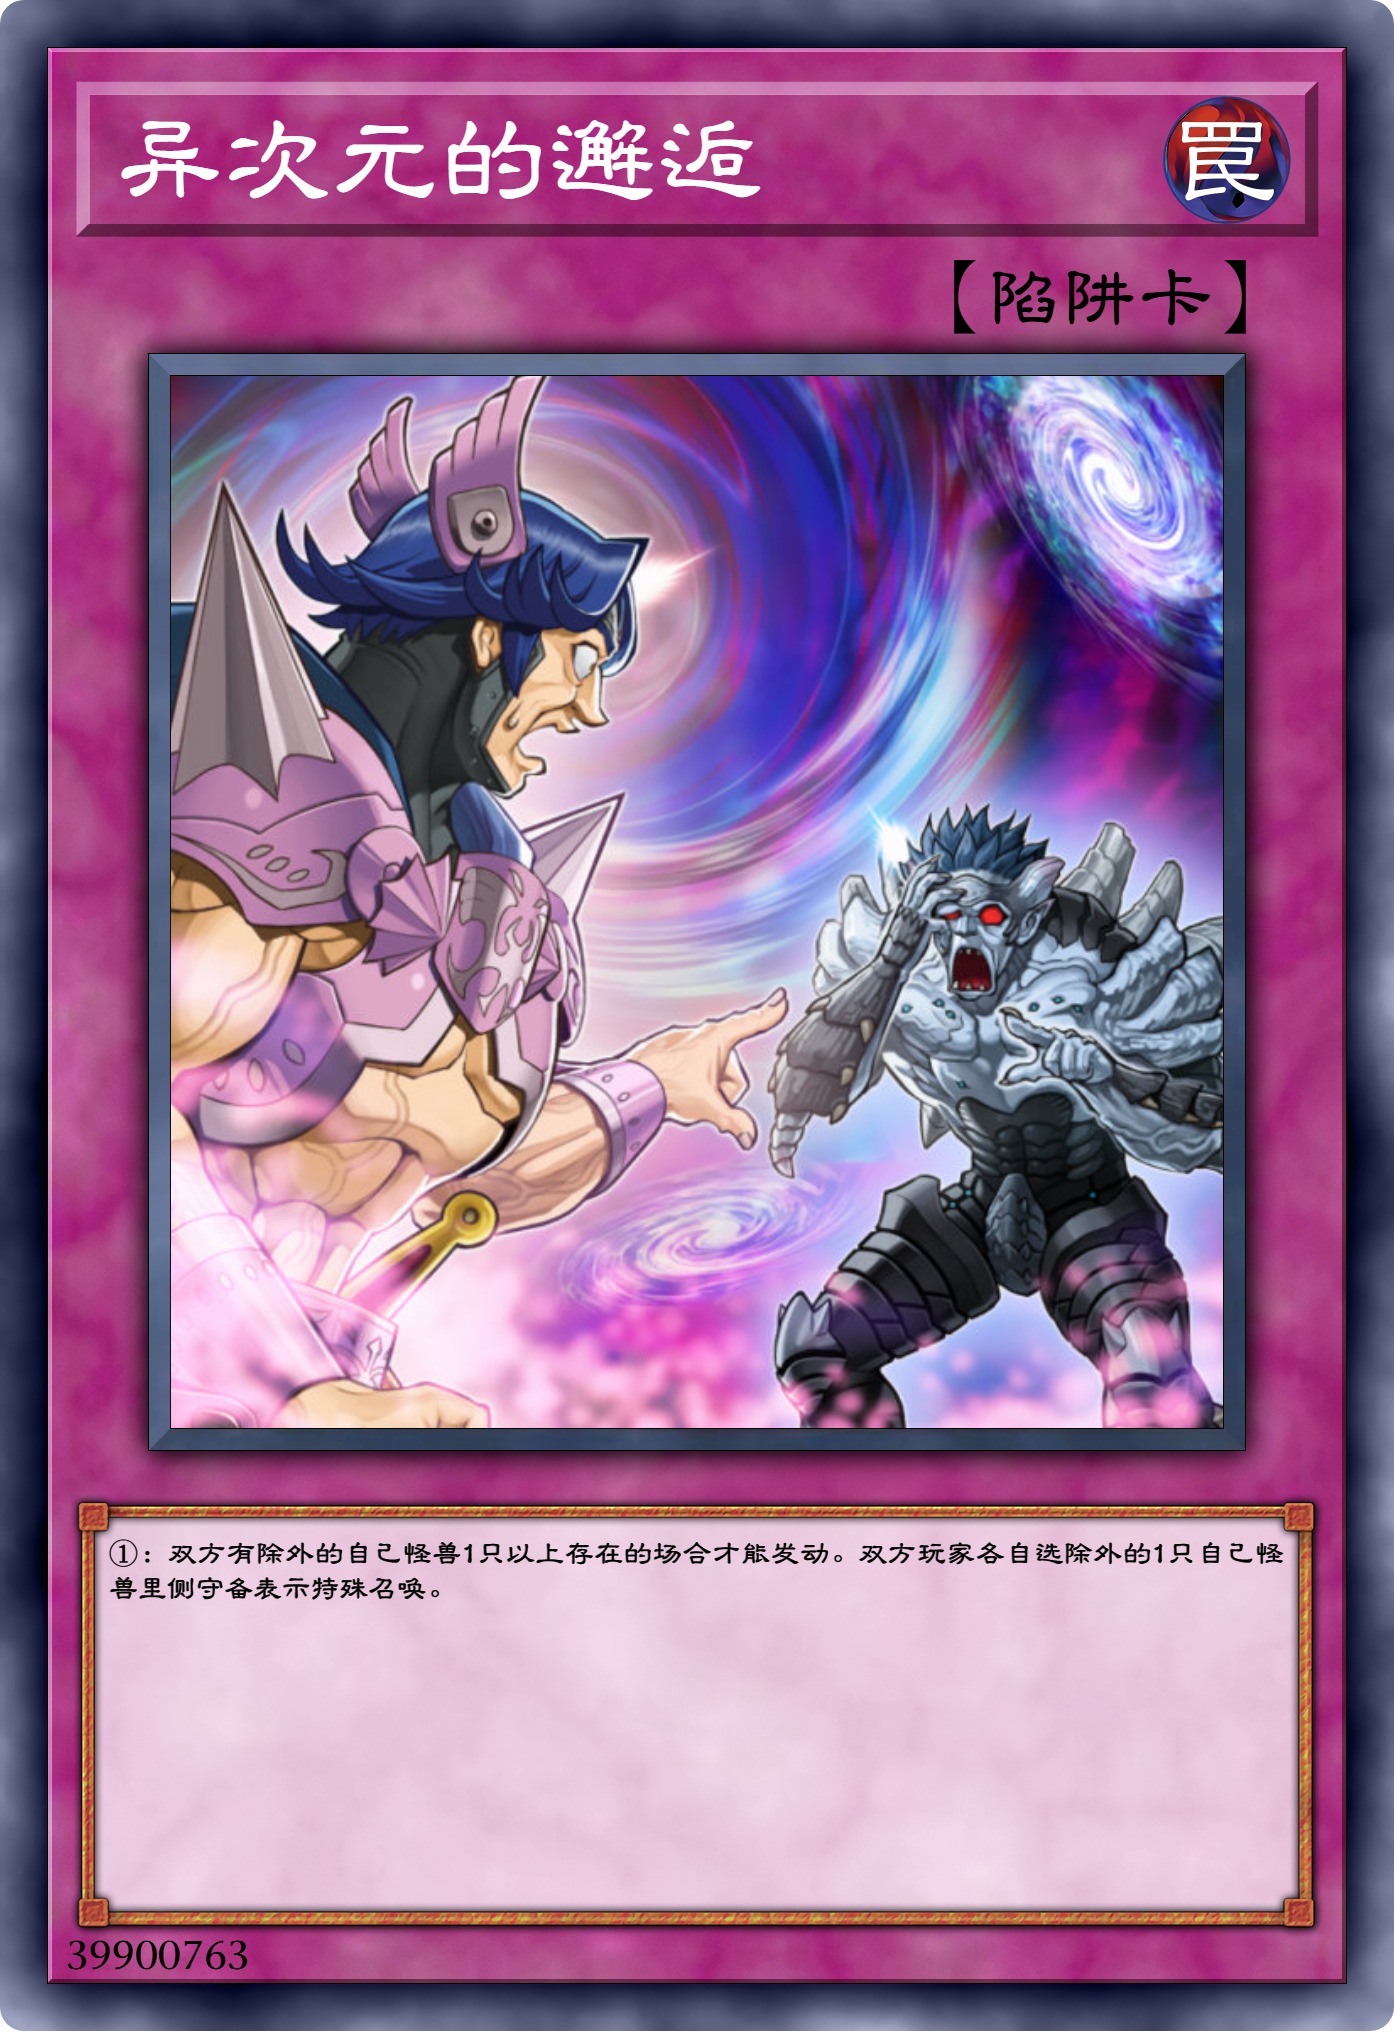 异次元的邂逅
罠
【陷阱卡】
①：双方有除外的自己怪兽1只以上存在的场合才能发动。双方玩家各自选除外的1只自己怪
兽里侧守备表示特殊召唤。
39900763